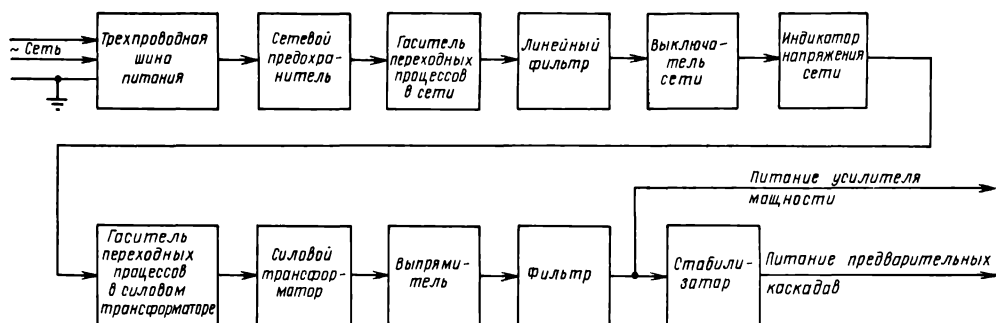 ~ Сеть
Трехпроводная
шина
питания
Сетевой
предохра-
нитель
Гаситель
переходных
процессов
в сети
Линейный
фильтр
Выключа-
тель
сети
Индикатор
напряжения
сети
Питание усилителя
мощности
Гаситель
переходных
процессов
в силовом
трансформаторе
Силовой
трансфор-
матор
Выпрями-
тель
Фильтр
Стабили-
затор
Питание предварительных
каскадов